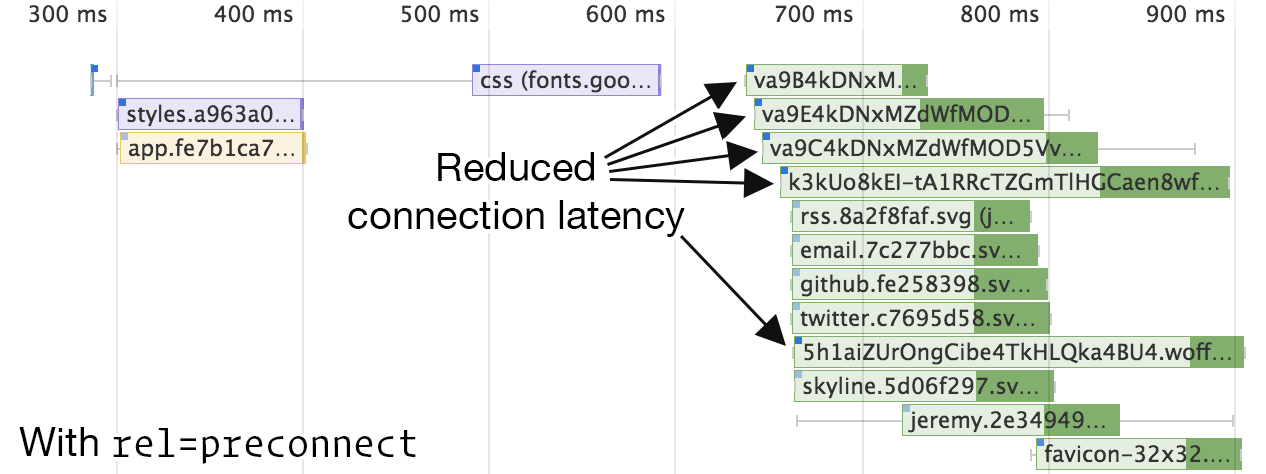 300 ms 400 ms 500 ms 600 ms 700 ms 800 ms 900 ms
css (fonts.goo... va9B4kDNxM...
styles.a963a0... va9E4kDNxMZdWfMOD...
app.fe7b1ca7... va9C4kDNxMZdWfMOD5Vv...
Reduced
connection latency
k3kUo8kEI-tA1RRcTZGmTlHGCaen8wf...
rss.8a2f8faf.svg (j...
email.7c277bbc.sv...
github.fe258398.sv...
twitter.c7695d58.sv...
5h1aiZUrOngCibe4TkHLQka4BU4.woff...
skyline.5d06f297.sv...
jeremy.2e34949...
favicon-32x32....
With rel=preconnect